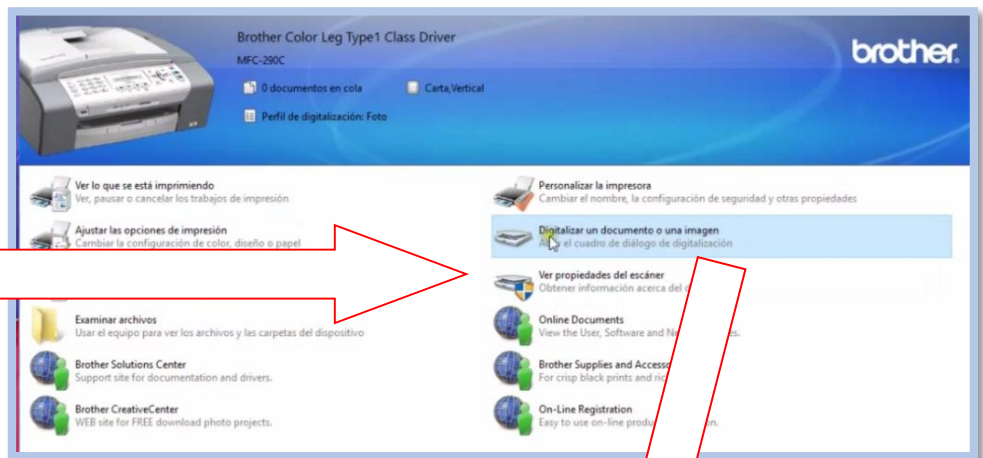 Brother Color Leg Type1 Class Driver
MFC-290C
brother.
0 documentos en cola
Carta,Vertical
Perfil de digitalización: Foto
Ver lo que se está imprimiendo
Ver, pausar o cancelar los trabajos de impresión
Ajustar las opciones de impresión
Cambiar la configuración de color, diseño o papel
Examinar archivos
Usar el equipo para ver los archivos y las carpetas del dispositivo
Brother Solutions Center
Support site for documentation and drivers.
Brother CreativeCenter
WEB site for FREE download photo projects.
Personalizar la impresora
Cambiar el nombre, la configuración de seguridad y otras propiedades
Digitalizar un documento o una imagen
el cuadro de diálogo de digitalización
Ver propiedades del escáner
Obtener información acerca del
Online Documents
View the User, Software and
Brother Supplies and
For crisp black prints and
On-Line Registration
Easy to use on-line